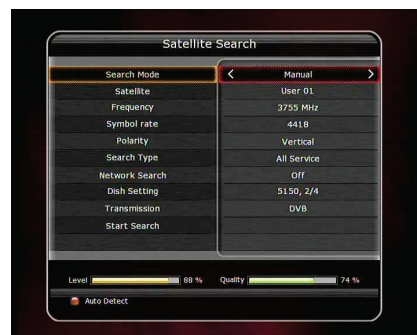 Satellite Search
Search Mode < Manual >
Satellite User 01
Frequency 3755 MHz
Symbol rate 4418
Polarity Vertical
Search Type All Service
Network Search Off
Dish Setting 5150, 2/4
Transmission DVB
Start Search
Level 88 % Quality 74 %
Auto Detect